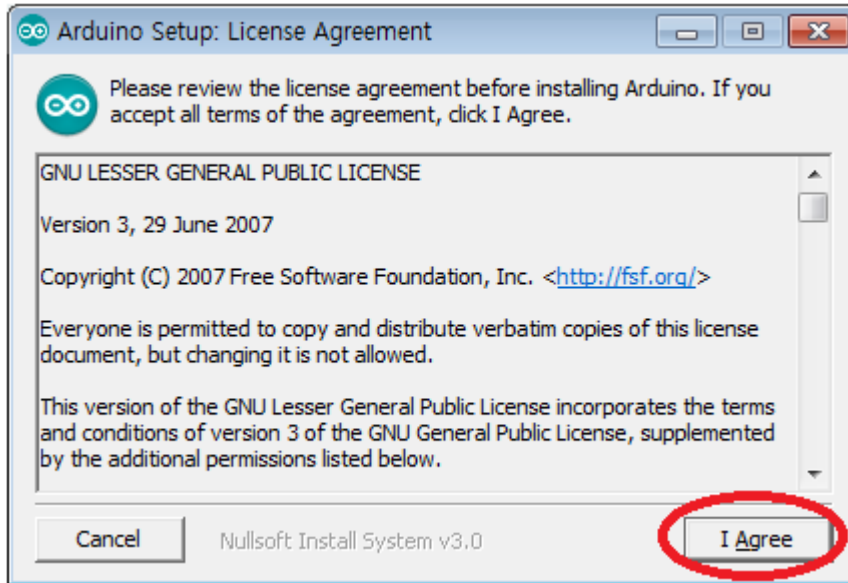 Arduino Setup: License Agreement
Please review the license agreement before installing Arduino. If you
accept all terms of the agreement, click I Agree.
GNU LESSER GENERAL PUBLIC LICENSE
Version 3, 29 June 2007
Copyright (C) 2007 Free Software Foundation, Inc. <http://fsf.org/>
Everyone is permitted to copy and distribute verbatim copies of this license
document, but changing it is not allowed.
This version of the GNU Lesser General Public License incorporates the terms
and conditions of version 3 of the GNU General Public License, supplemented
by the additional permissions listed below.
Cancel
Nullsoft Install System v3.0
I Agree